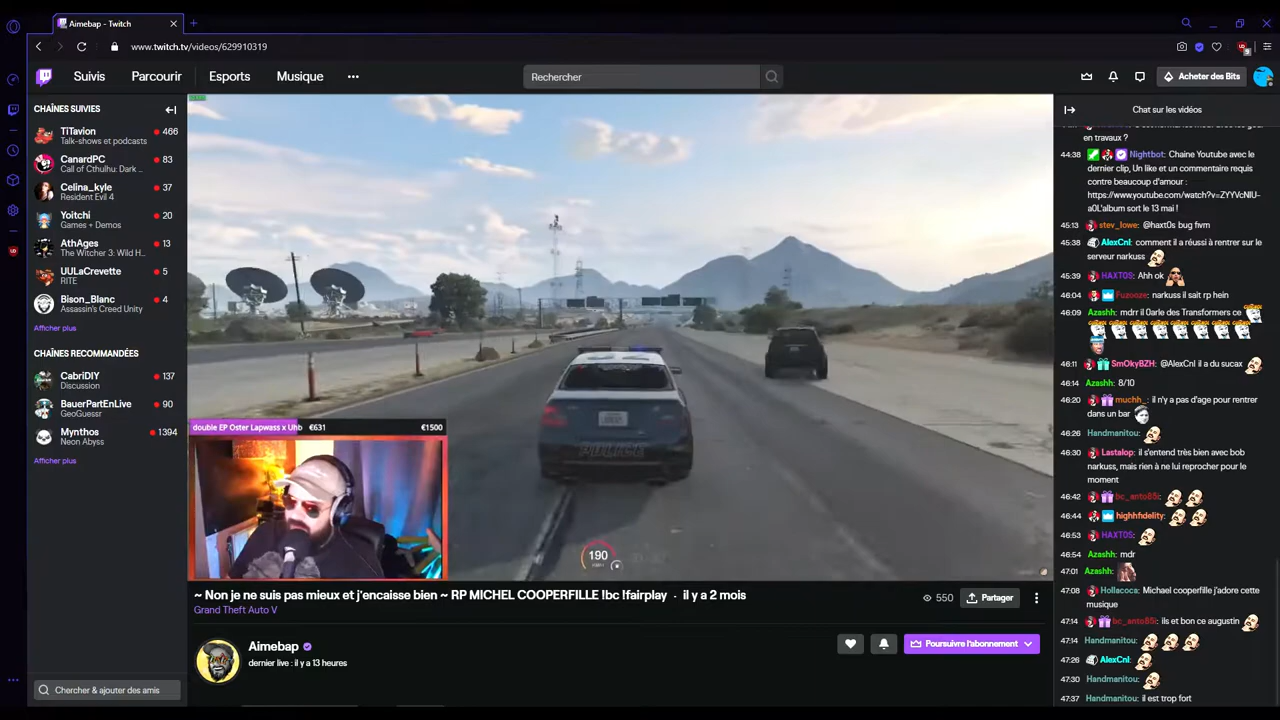 Aimebap - Twitch
www.twitch.tv/videos/629910319
Suivis
Parcourir
Esports
Musique
Rechercher
Acheter des Bits
CHAÎNES SUIVIES
TiTavion 466
Talk-shows et podcasts
CanardPC 83
Call of Cthulhu: Dark ...
Celina_kyle 37
Resident Evil 4
Yoitchi 20
Games + Demos
AthAges 13
The Witcher 3: Wild H...
UULaCrevette 5
RITE
Bison_Blanc 4
Assassin's Creed Unity
Afficher plus
CHAÎNES RECOMMANDÉES
CabriDIY 137
Discussion
BauerPartEnLive 90
GeoGuessr
Mynthos 1394
Neon Abyss
Afficher plus
Chercher & ajouter des amis
double EP Oster Lapwass x Uhb €631 €1500
POLICE
190
~ Non je ne suis pas mieux et j'encaisse bien ~ RP MICHEL COOPERFILLE !bc !fairplay · il y a 2 mois
Grand Theft Auto V
550
Partager
Aimebap
dernier live : il y a 13 heures
Poursuivre l'abonnement
Chat sur les vidéos
en travaux ?
44:38 Nightbot: Chaine Youtube avec le
dernier clip, Un like et un commentaire requis
contre beaucoup d'amour :
https://www.youtube.com/watch?v=ZYYVcNIU-
a0L'album sort le 13 mai !
45:13 stev_lowe: @haxt0s bug fivm
45:38 AlexCnl: comment il a réussi à rentrer sur le
serveur narkuss
45:39 HAXT0S: Ahh ok
46:04 Fuzooze: narkuss il sait rp hein
46:09 Azashh: mdrr il 0arle des Transformers ce
46:11 SmOkyBZH: @AlexCnl il a du sucax
46:14 Azashh: 8/10
46:20 muchh_: il n'y a pas d'age pour rentrer
dans un bar
46:26 Handmanitou:
46:30 Lastalop: il s'entend très bien avec bob
narkuss, mais rien à ne lui reprocher pour le
moment
46:42 bc_anto85i:
46:44 highhfidelity:
46:53 HAXT0S:
46:54 Azashh: mdr
47:01 Azashh:
47:08 Hollacoca: Michael cooperfille j'adore cette
musique
47:14 bc_anto85i: ils et bon ce augustin
47:14 Handmanitou:
47:26 AlexCnl:
47:30 Handmanitou:
47:37 Handmanitou: il est trop fort